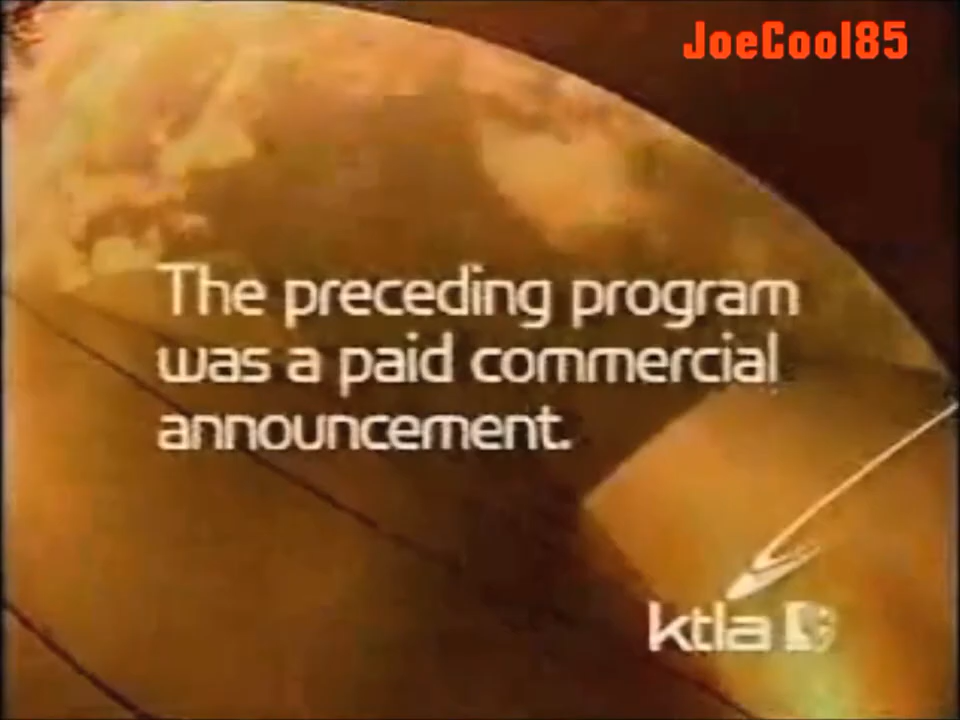 JoeCool85
The preceding program
was a paid commercial
announcement.
ktla